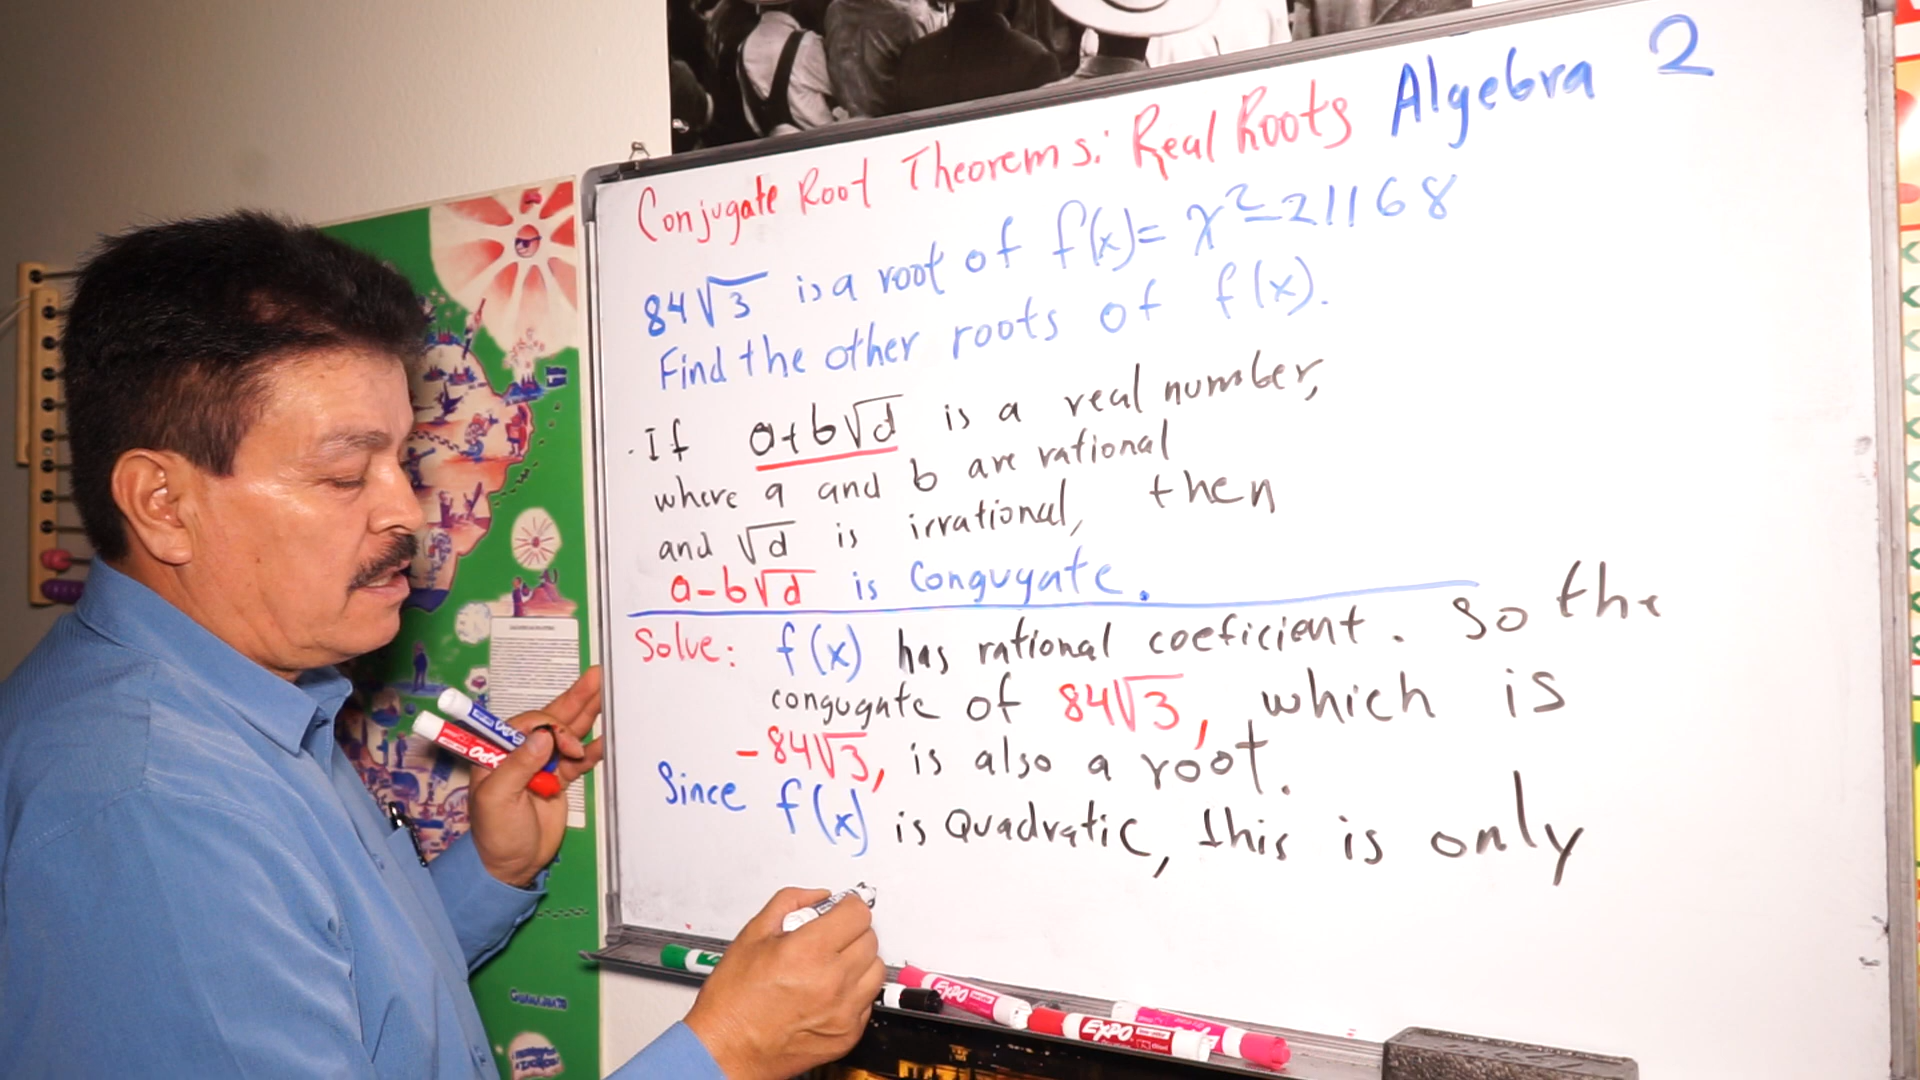 Conjugate Root Theorems: Real Roots Algebra 2
84√3 is a root of f(x) = x²-21168
Find the other roots of f(x).
. If a+b√d is a real number,
where a and b are rational
and √d is irrational, then
a-b√d is Congugate.
Solve: f(x) has rational coeficient. So the
congugate of 84√3, which is
-84√3, is also a root.
Since f(x) is Quadratic, this is only
EXPO
EXPO
EXPO
EXPO